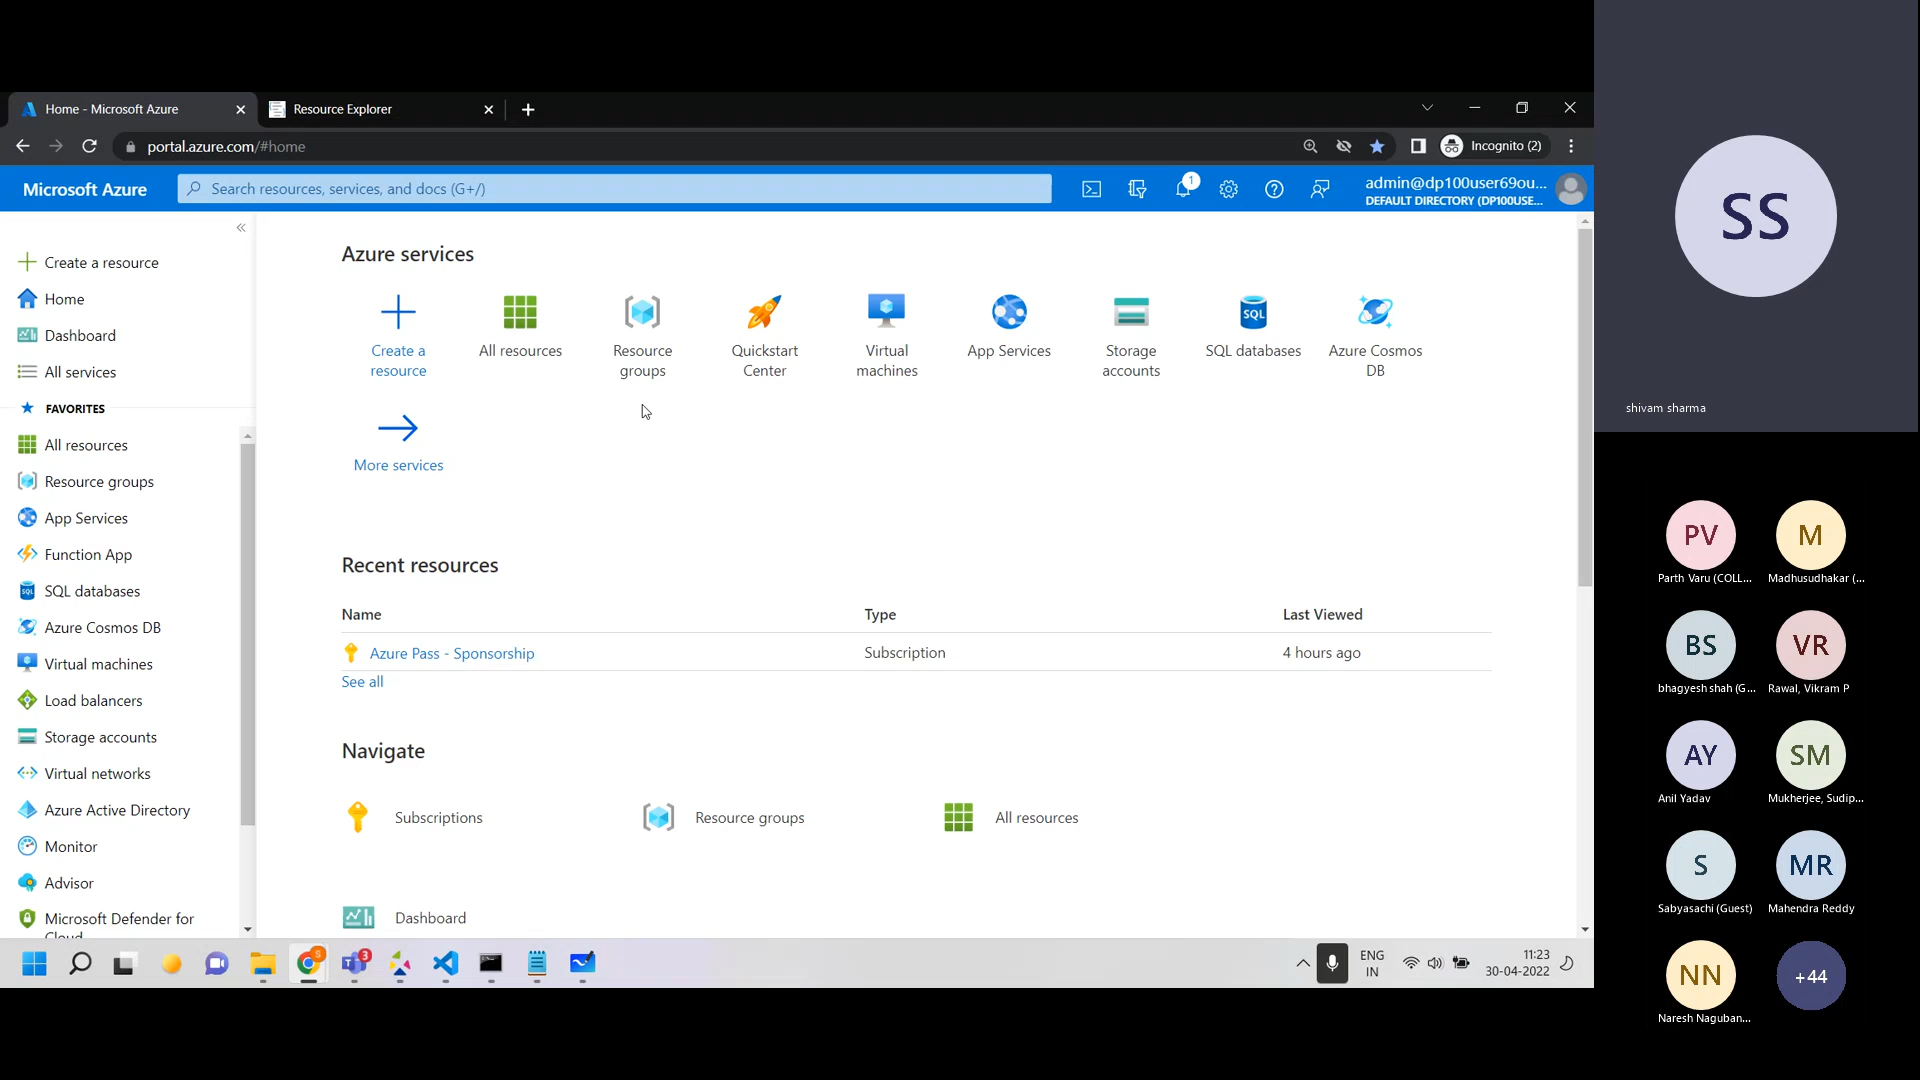 Home - Microsoft Azure
Resource Explorer
portal.azure.com/#home
Incognito (2)
Microsoft Azure
Search resources, services, and docs (G+/)
1
admin@dp100user69ou...
DEFAULT DIRECTORY (DP100USE...
Create a resource
Home
Dashboard
All services
FAVORITES
All resources
Resource groups
App Services
Function App
SQL databases
Azure Cosmos DB
Virtual machines
Load balancers
Storage accounts
Virtual networks
Azure Active Directory
Monitor
Advisor
Microsoft Defender for
Cloud
Azure services
Create a
resource
All resources
Resource
groups
Quickstart
Center
Virtual
machines
App Services
Storage
accounts
SQL
SQL databases
Azure Cosmos
DB
More services
Recent resources
Name
Type
Last Viewed
Azure Pass - Sponsorship
Subscription
4 hours ago
See all
Navigate
Subscriptions
Resource groups
All resources
Dashboard
S
3
ENG
IN
11:23
30-04-2022
SS
shivam sharma
PV
Parth Varu (COLL...
M
Madhusudhakar (...
BS
bhagyesh shah (G...
VR
Rawal, Vikram P
AY
Anil Yadav
SM
Mukherjee, Sudip...
S
Sabyasachi (Guest)
MR
Mahendra Reddy
NN
Naresh Naguban...
+44